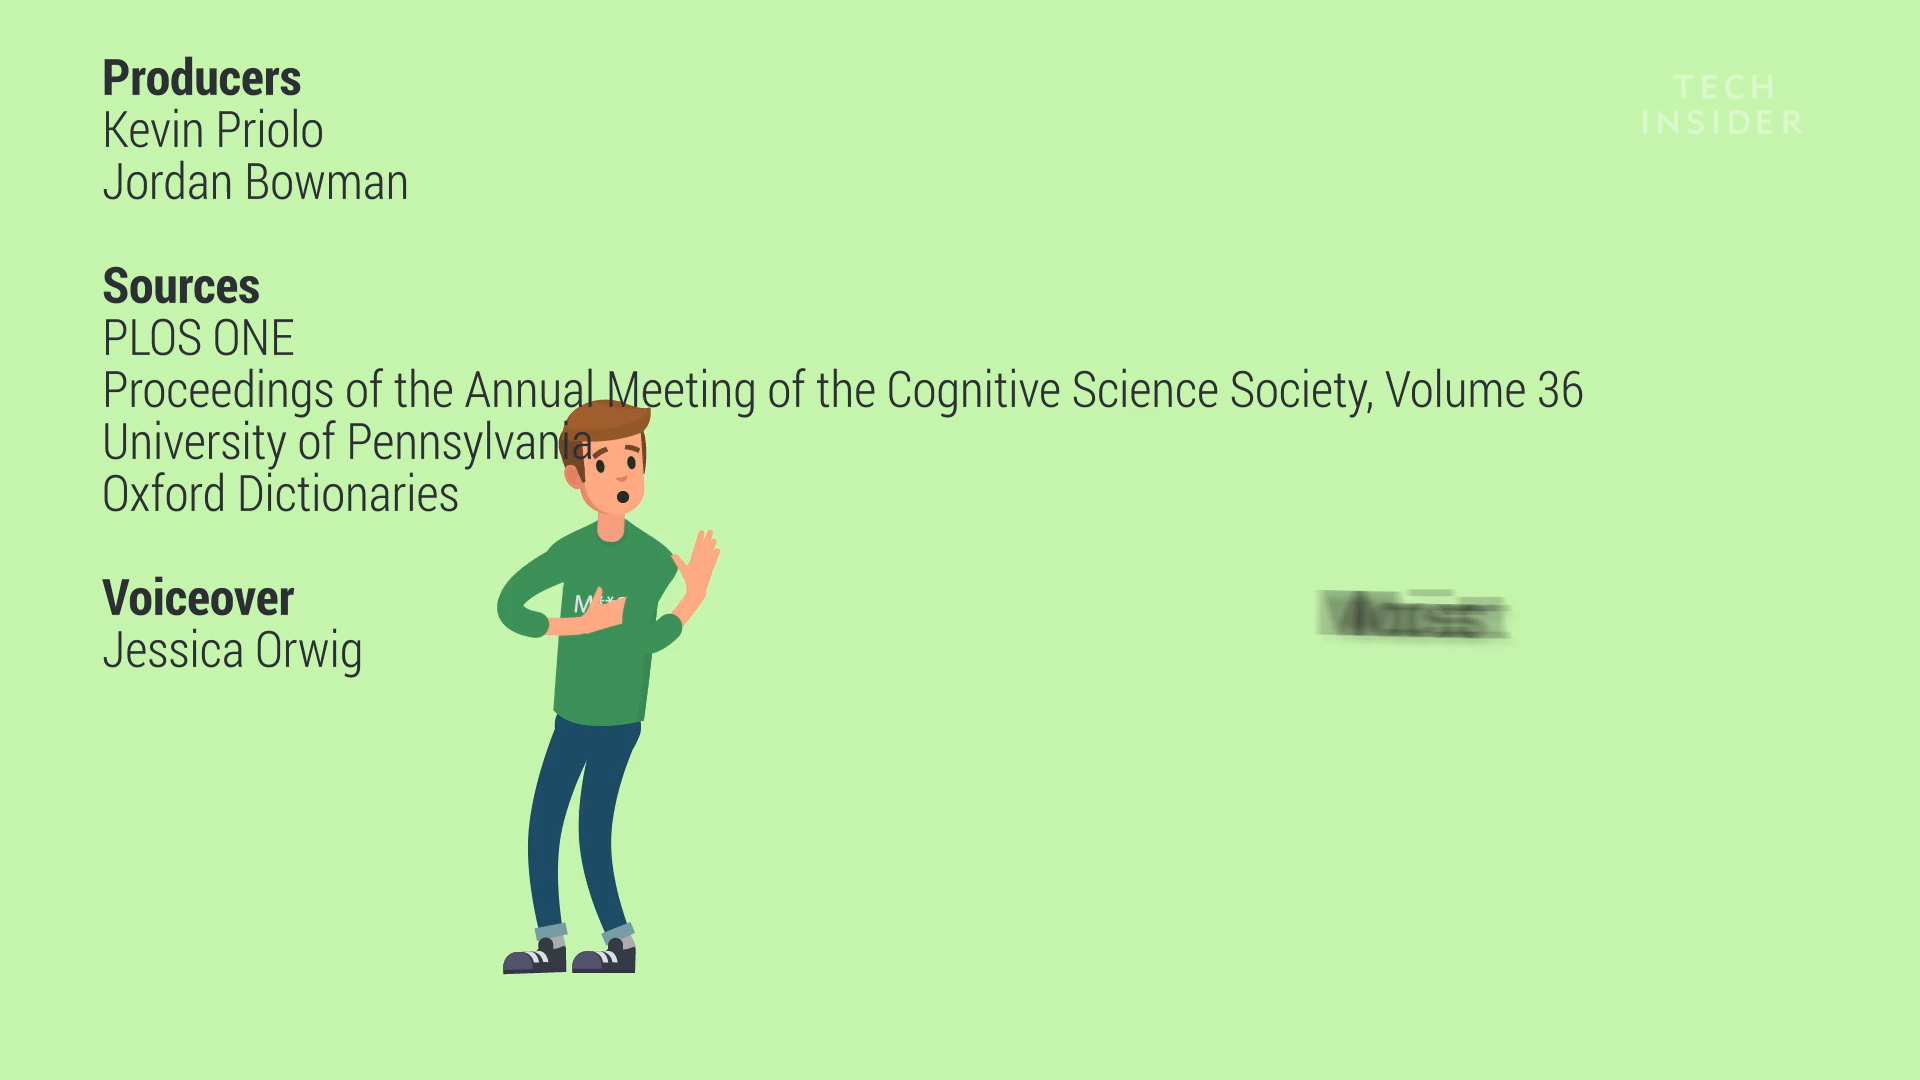 Producers
Kevin Priolo
Jordan Bowman
Sources
PLOS ONE
Proceedings of the Annual Meeting of the Cognitive Science Society, Volume 36
University of Pennsylvania
Oxford Dictionaries
Voiceover
Jessica Orwig
TECH
INSIDER